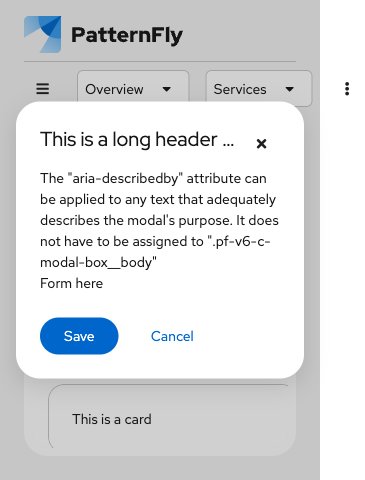 PatternFly
Overview
Services
This is a long header ...
The "aria-describedby" attribute can
be applied to any text that adequately
describes the modal's purpose. It does
not have to be assigned to ".pf-v6-c-
modal-box__body"
Form here
Save
Cancel
This is a card